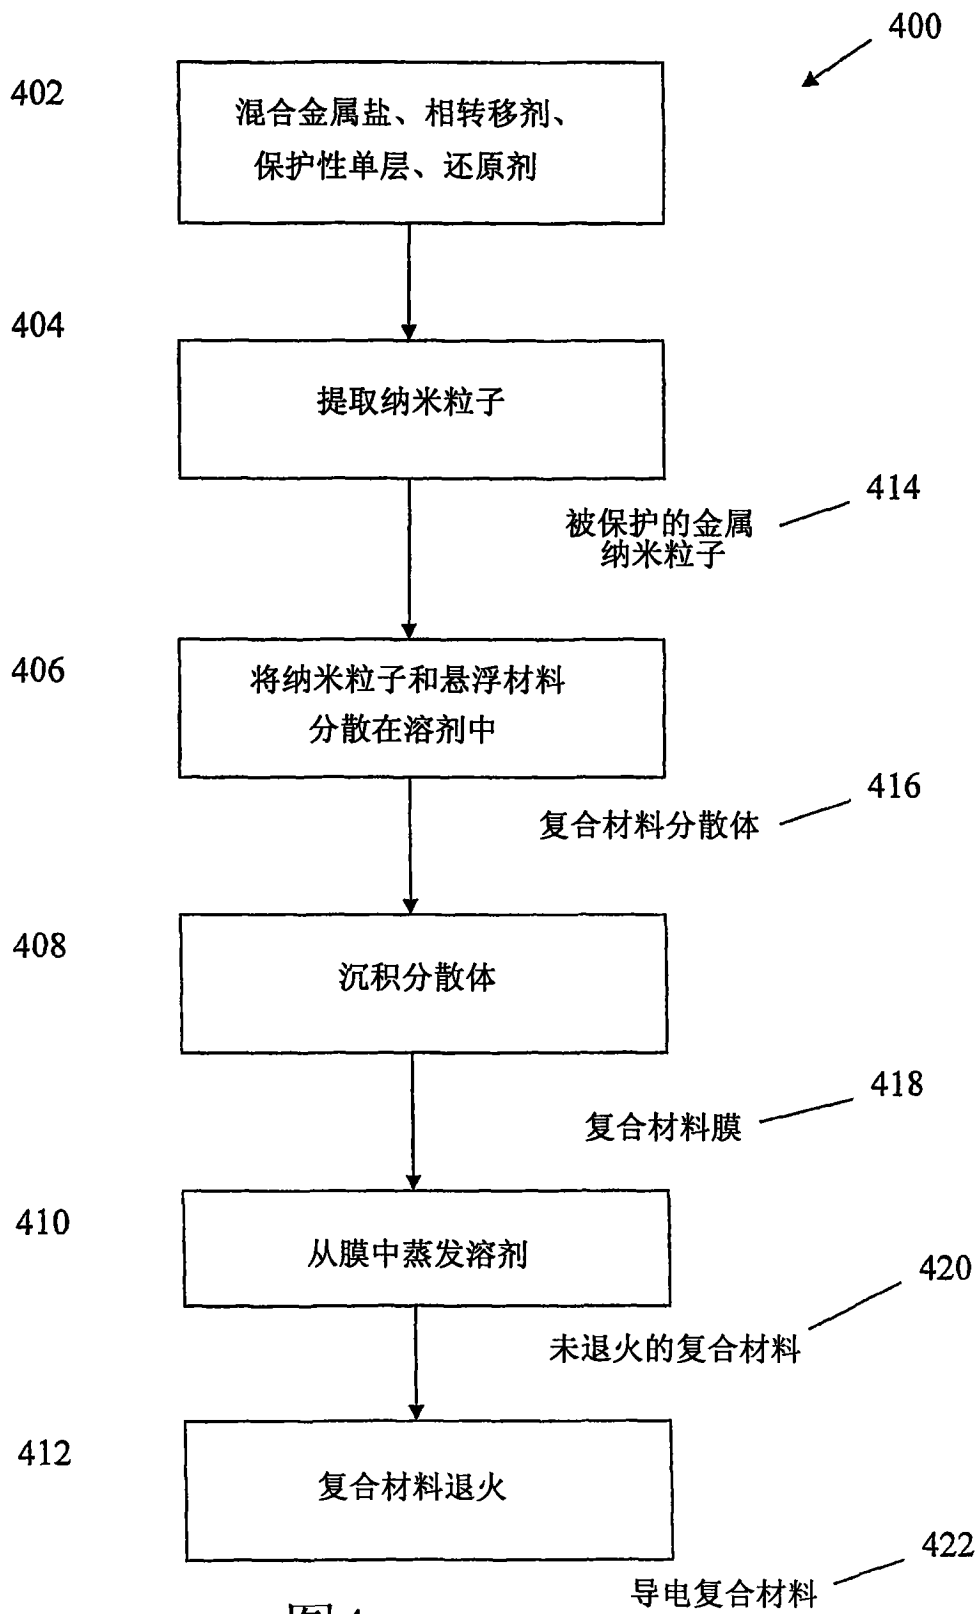 400
402
混合金属盐、相转移剂、
保护性单层、还原剂
404
提取纳米粒子
414
被保护的金属
纳米粒子
406
将纳米粒子和悬浮材料
分散在溶剂中
416
复合材料分散体
408
沉积分散体
418
复合材料膜
410
从膜中蒸发溶剂
420
未退火的复合材料
412
复合材料退火
422
导电复合材料